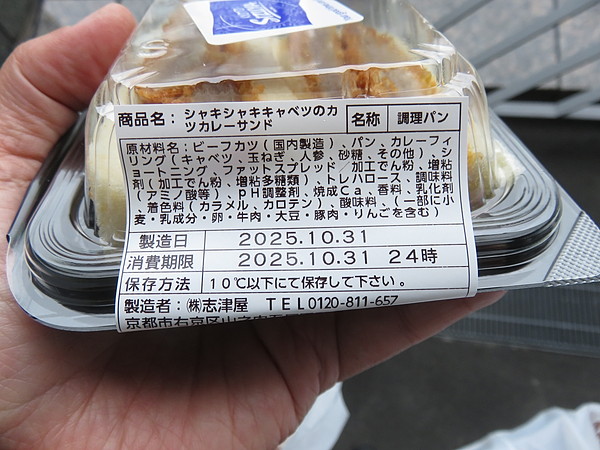 商品名： シャキシャキキャベツのカ
ツカレーサンド
名称 調理パン
原材料名：ビーフカツ(国内製造)、パン、カレーフィ
リング(キャベツ、玉ねぎ、人参、砂糖、その他)、シ
ョートニング、ファットスプレッド／加工でん粉、増粘
剤(加工でん粉、増粘多糖類)、トレハロース、調味料
(アミノ酸等)、pH調整剤、焼成Ca、香料、乳化剤
、着色料(カラメル、カロテン)、酸味料、(一部に小
麦・乳成分・卵・牛肉・大豆・豚肉・りんごを含む)
製造日 2025.10.31
消費期限 2025.10.31 24時
保存方法 10℃以下にて保存して下さい。
製造者：㈱志津屋 TEL0120-811-657
京都市右京区山ノ内